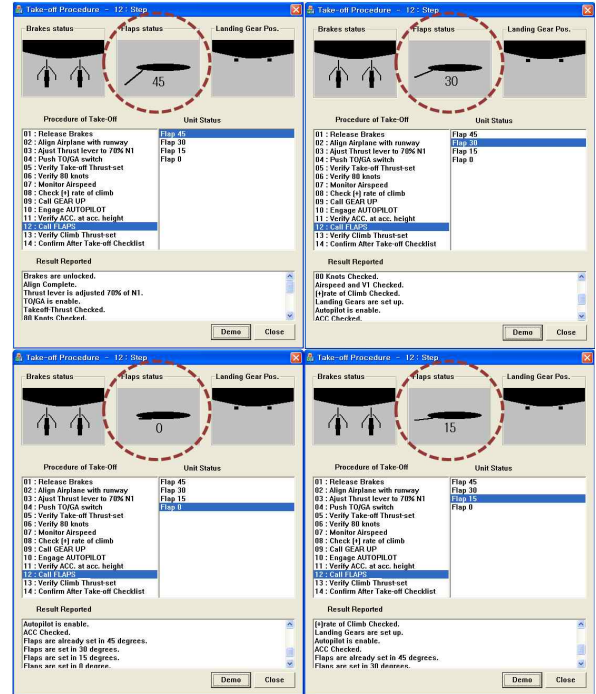 Take-off Procedure - 12 : Step
Brakes status
Flaps status
Landing Gear Pos.
45
Procedure of Take-Off
Unit Status
01 : Release Brakes
02 : Align Airplane with runway
03 : Ajust Thrust lever to 70% N1
04 : Push TO/GA switch
05 : Verify Take-off Thrust-set
06 : Verify 80 knots
07 : Monitor Airspeed
08 : Check (+) rate of climb
09 : Call GEAR UP
10 : Engage AUTOPILOT
11 : Verify ACC. at acc. height
12 : Call FLAPS
13 : Verify Climb Thrust-set
14 : Confirm After Take-off Checklist
Flap 45
Flap 30
Flap 15
Flap 0
Result Reported
Brakes are unlocked.
Align Complete.
Thrust lever is adjusted 70% of N1.
TO/GA is enable.
Takeoff-Thrust Checked.
80 Knots Checked.
Demo
Close
Take-off Procedure - 12 : Step
Brakes status
Flaps status
Landing Gear Pos.
30
Procedure of Take-Off
Unit Status
01 : Release Brakes
02 : Align Airplane with runway
03 : Ajust Thrust lever to 70% N1
04 : Push TO/GA switch
05 : Verify Take-off Thrust-set
06 : Verify 80 knots
07 : Monitor Airspeed
08 : Check (+) rate of climb
09 : Call GEAR UP
10 : Engage AUTOPILOT
11 : Verify ACC. at acc. height
12 : Call FLAPS
13 : Verify Climb Thrust-set
14 : Confirm After Take-off Checklist
Flap 45
Flap 30
Flap 15
Flap 0
Result Reported
80 Knots Checked.
Airspeed and V1 Checked.
(+)rate of Climb Checked.
Landing Gears are set up.
Autopilot is enable.
ACC Checked.
Demo
Close
Take-off Procedure - 12 : Step
Brakes status
Flaps status
Landing Gear Pos.
0
Procedure of Take-Off
Unit Status
01 : Release Brakes
02 : Align Airplane with runway
03 : Ajust Thrust lever to 70% N1
04 : Push TO/GA switch
05 : Verify Take-off Thrust-set
06 : Verify 80 knots
07 : Monitor Airspeed
08 : Check (+) rate of climb
09 : Call GEAR UP
10 : Engage AUTOPILOT
11 : Verify ACC. at acc. height
12 : Call FLAPS
13 : Verify Climb Thrust-set
14 : Confirm After Take-off Checklist
Flap 45
Flap 30
Flap 15
Flap 0
Result Reported
Autopilot is enable.
ACC Checked.
Flaps are already set in 45 degrees.
Flaps are set in 30 degrees.
Flaps are set in 15 degrees.
Flaps are set in 0 degree.
Demo
Close
Take-off Procedure - 12 : Step
Brakes status
Flaps status
Landing Gear Pos.
15
Procedure of Take-Off
Unit Status
01 : Release Brakes
02 : Align Airplane with runway
03 : Ajust Thrust lever to 70% N1
04 : Push TO/GA switch
05 : Verify Take-off Thrust-set
06 : Verify 80 knots
07 : Monitor Airspeed
08 : Check (+) rate of climb
09 : Call GEAR UP
10 : Engage AUTOPILOT
11 : Verify ACC. at acc. height
12 : Call FLAPS
13 : Verify Climb Thrust-set
14 : Confirm After Take-off Checklist
Flap 45
Flap 30
Flap 15
Flap 0
Result Reported
(+)rate of Climb Checked.
Landing Gears are set up.
Autopilot is enable.
ACC Checked.
Flaps are already set in 45 degrees.
Flaps are set in 30 degrees.
Demo
Close